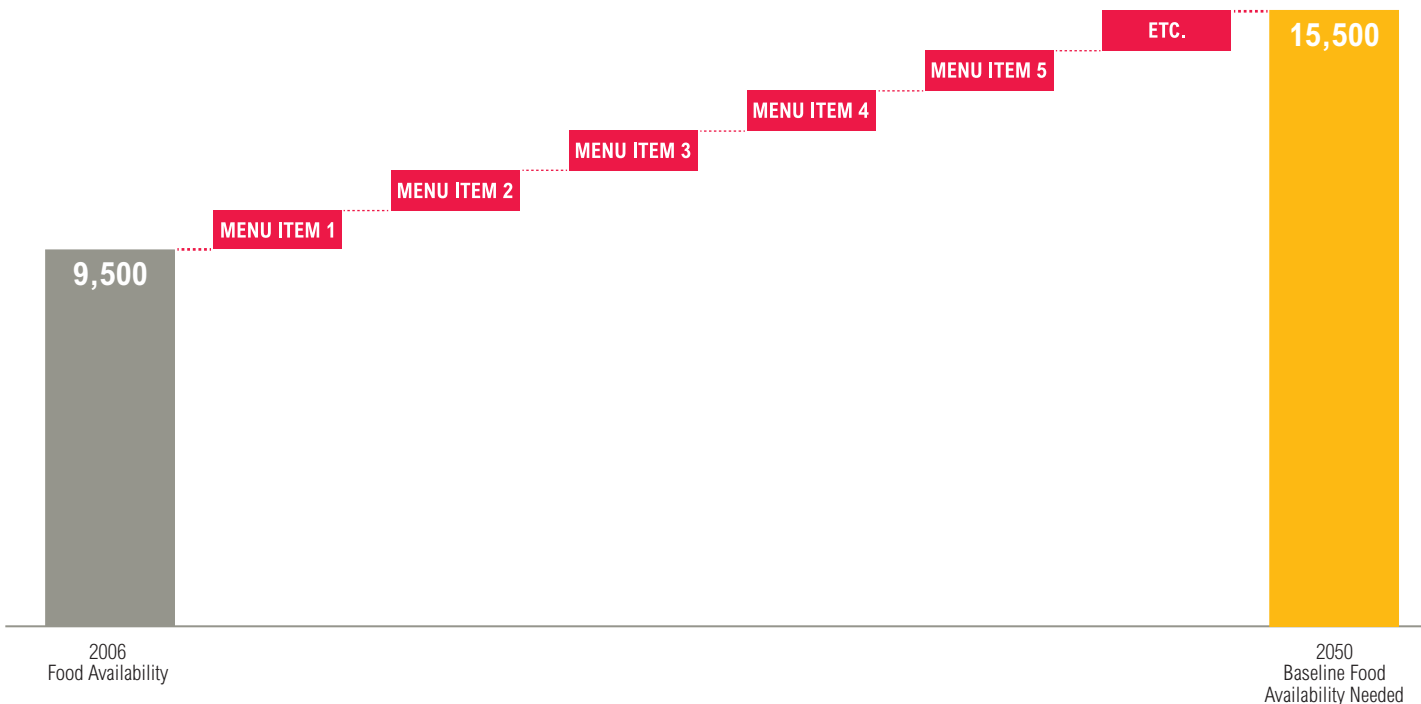 ETC.
15,500
MENU ITEM 5
MENU ITEM 4
MENU ITEM 3
MENU ITEM 2
MENU ITEM 1
9,500
2006
Food Availability
2050
Baseline Food
Availability Needed